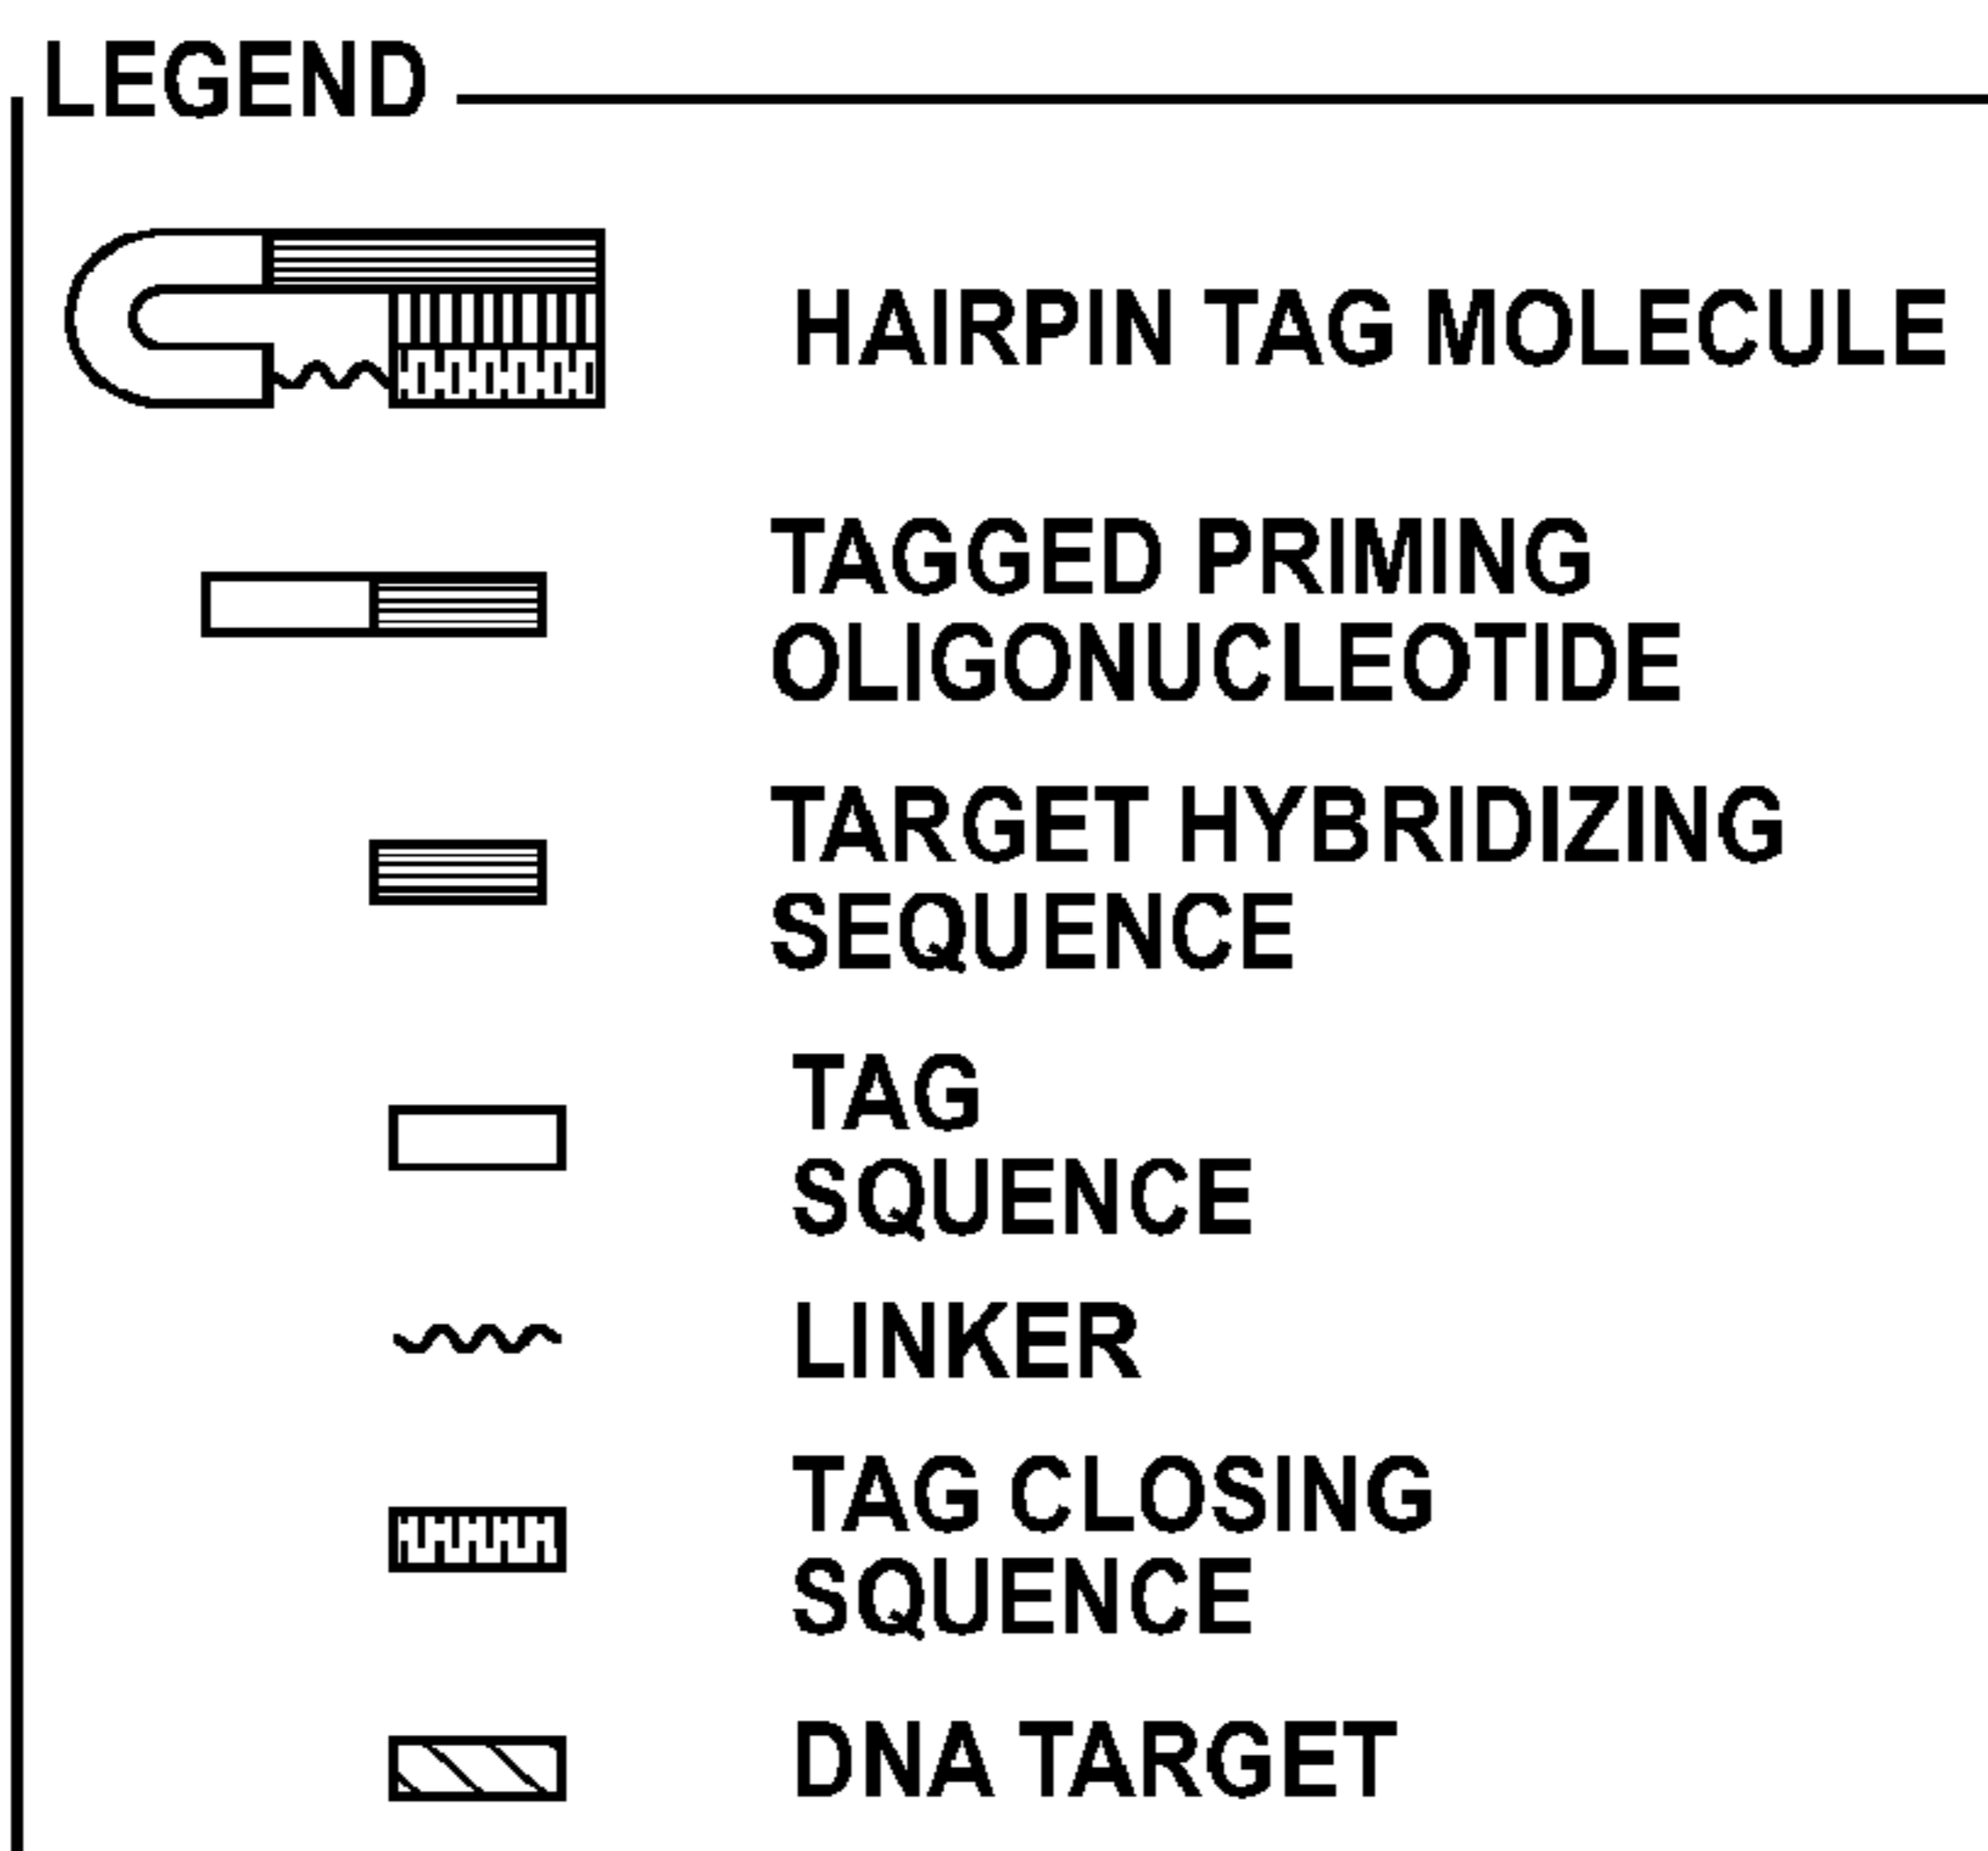 LEGEND
HAIRPIN TAG MOLECULE
TAGGED PRIMING
OLIGONUCLEOTIDE
TARGET HYBRIDIZING
SEQUENCE
TAG
SQUENCE
LINKER
TAG CLOSING
SQUENCE
DNA TARGET